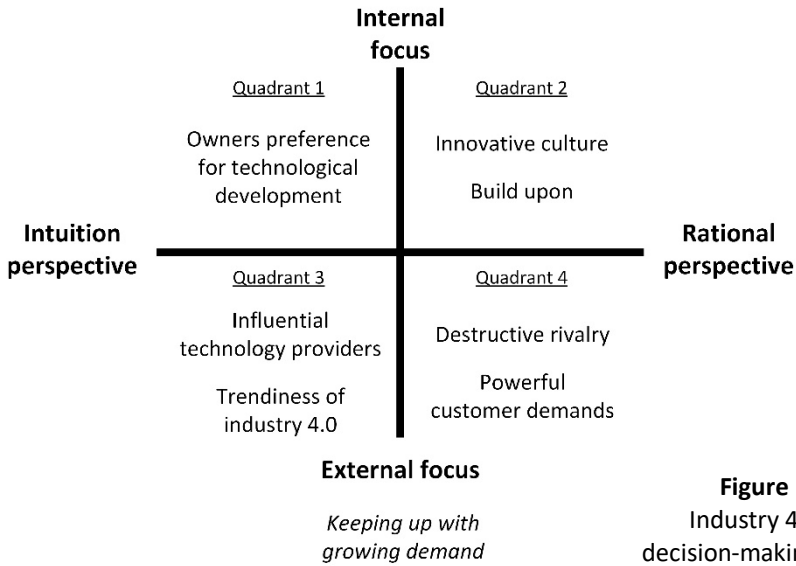 Internal
focus
Quadrant 1
Owners preference
for technological
development
Quadrant 2
Innovative culture
Build upon
Intuition
perspective
Rational
perspective
Quadrant 3
Influential
technology providers
Trendiness of
industry 4.0
Quadrant 4
Destructive rivalry
Powerful
customer demands
External focus
Keeping up with
growing demand
Figure
Industry 4
decision-makin